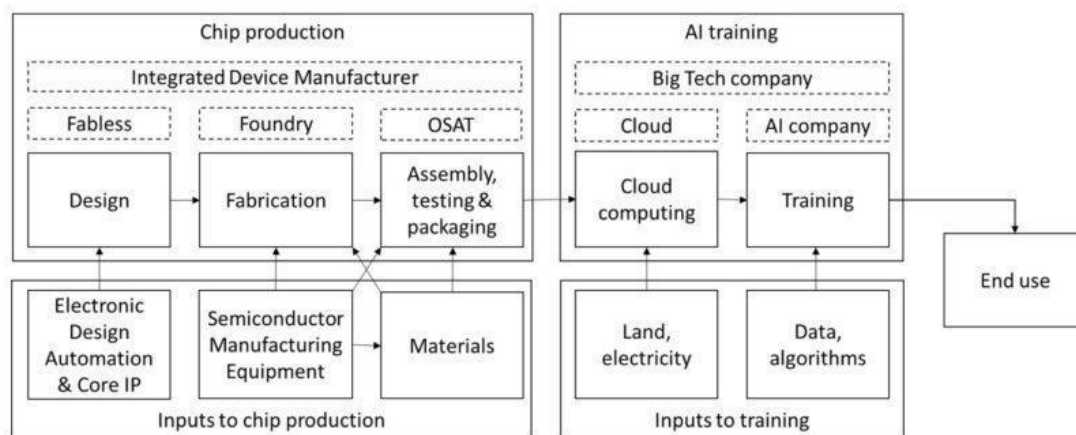 Chip production
Integrated Device Manufacturer
Fabless
Foundry
OSAT
Design
Fabrication
Assembly,
testing &
packaging
Electronic
Design
Automation
& Core IP
Semiconductor
Manufacturing
Equipment
Materials
Inputs to chip production
AI training
Big Tech company
Cloud
AI company
Cloud
computing
Training
Land,
electricity
Data,
algorithms
Inputs to training
End use